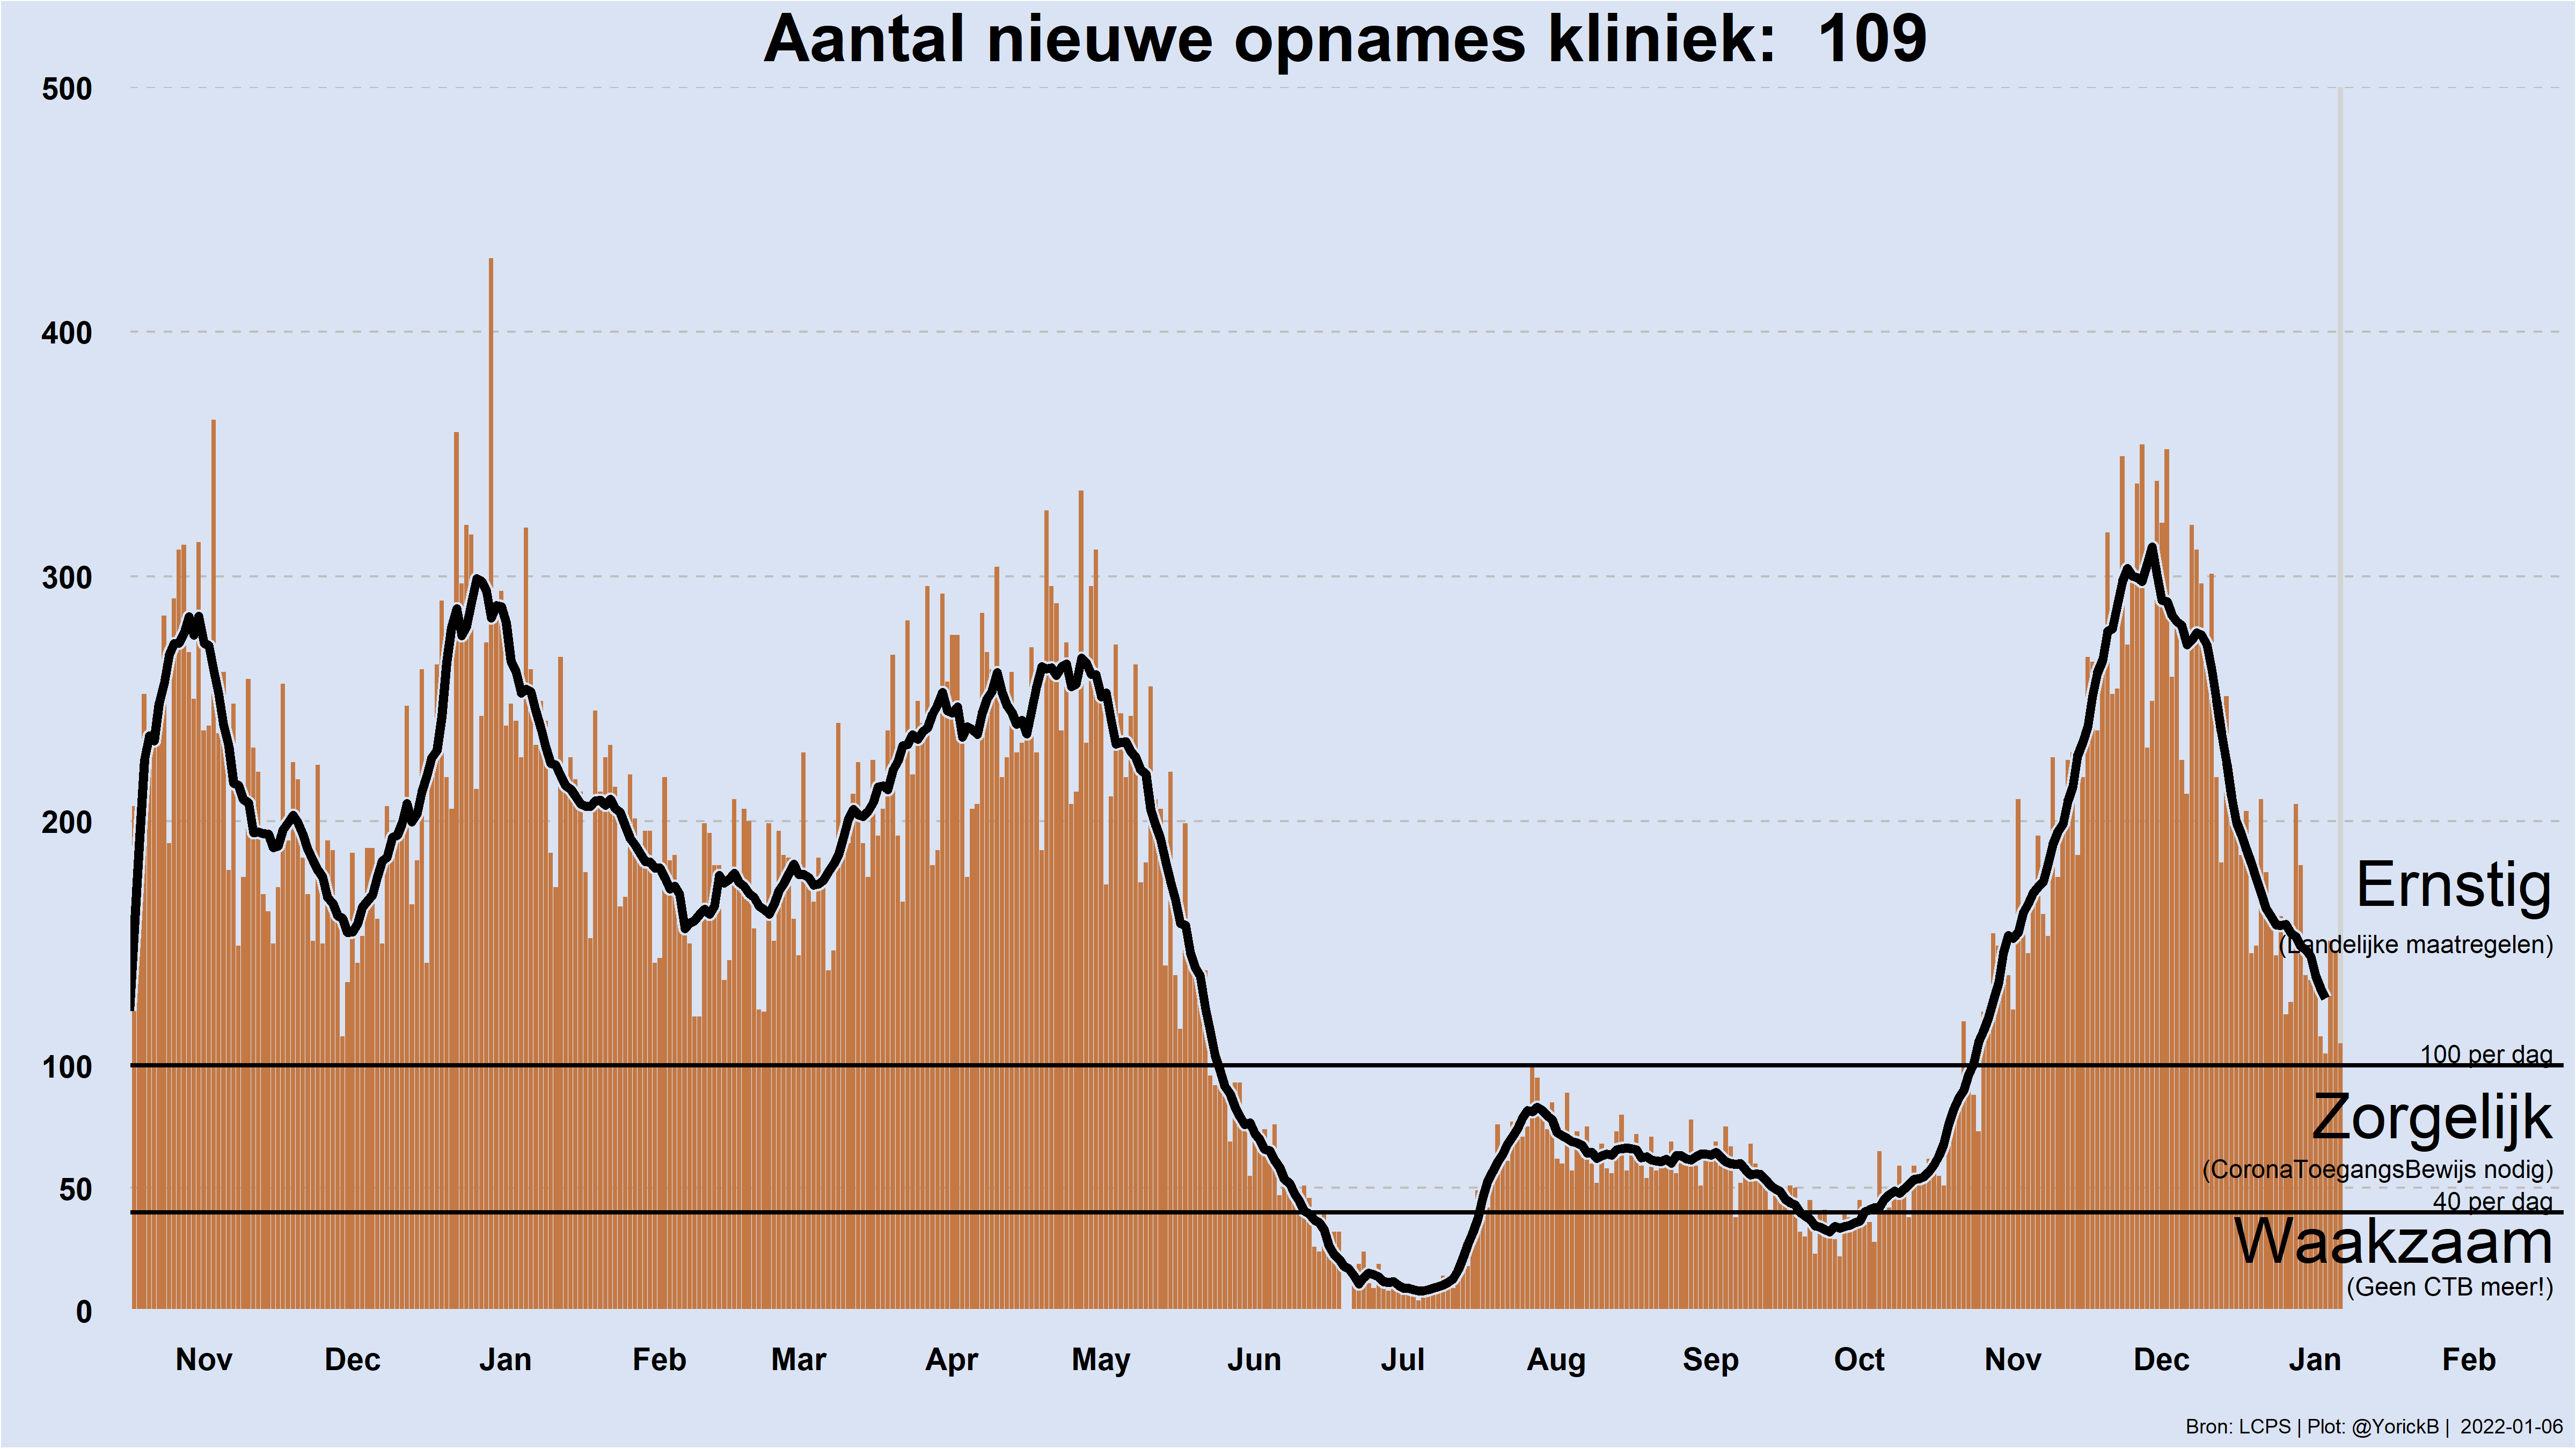 Aantal nieuwe opnames kliniek: 109
500
400
300
200
100
50
0
Ernstig
(Landelijke maatregelen)
100 per dag
Zorgelijk
(CoronaToegangsBewijs nodig)
40 per dag
Waakzaam
(Geen CTB meer!)
Nov Dec Jan Feb Mar Apr May Jun Jul Aug Sep Oct Nov Dec Jan Feb
Bron: LCPS | Plot: @YorickB | 2022-01-06